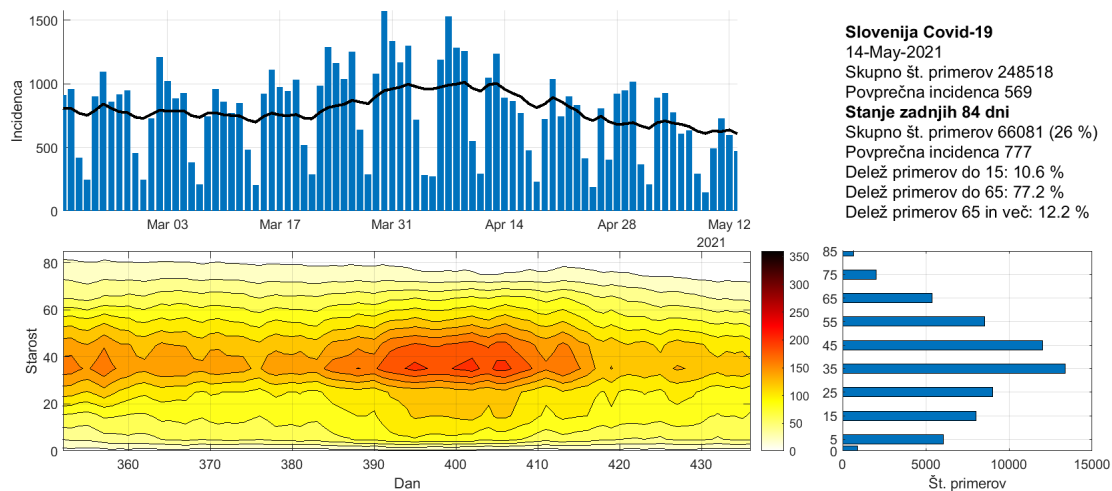 1500
1000
500
0
Incidenca
Mar 03 Mar 17 Mar 31 Apr 14 Apr 28 May 12
2021
Slovenija Covid-19
14-May-2021
Skupno št. primerov 248518
Povprečna incidenca 569
Stanje zadnjih 84 dni
Skupno št. primerov 66081 (26 %)
Povprečna incidenca 777
Delež primerov do 15: 10.6 %
Delež primerov do 65: 77.2 %
Delež primerov 65 in več: 12.2 %
80
60
40
20
0
Starost
360 370 380 390 400 410 420 430
Dan
350
300
250
200
150
100
50
0
85
75
65
55
45
35
25
15
5
0
0 5000 10000 15000
Št. primerov